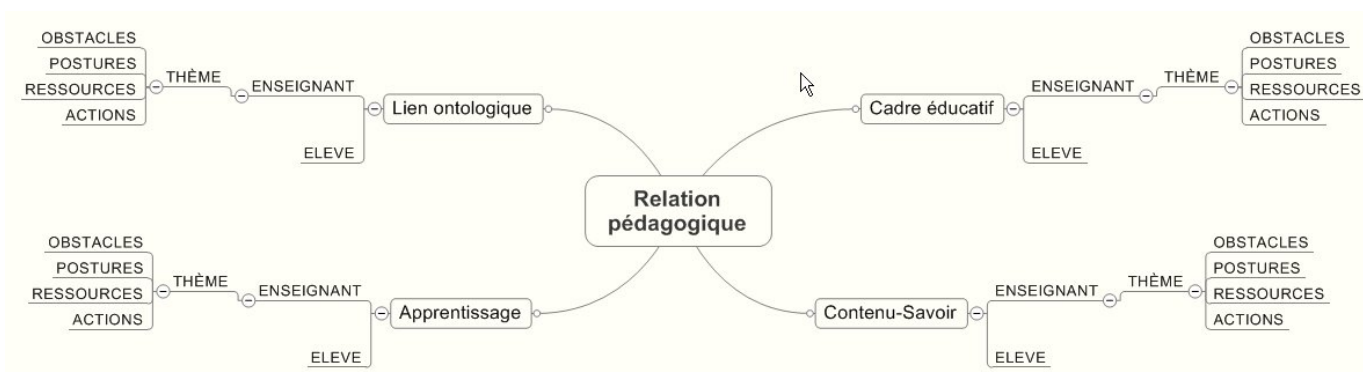 Relation
pédagogique
Lien ontologique
ENSEIGNANT
THÈME
OBSTACLES
POSTURES
RESSOURCES
ACTIONS
ELEVE
Cadre éducatif
ENSEIGNANT
THÈME
OBSTACLES
POSTURES
RESSOURCES
ACTIONS
ELEVE
Apprentissage
ENSEIGNANT
THÈME
OBSTACLES
POSTURES
RESSOURCES
ACTIONS
ELEVE
Contenu-Savoir
ENSEIGNANT
THÈME
OBSTACLES
POSTURES
RESSOURCES
ACTIONS
ELEVE